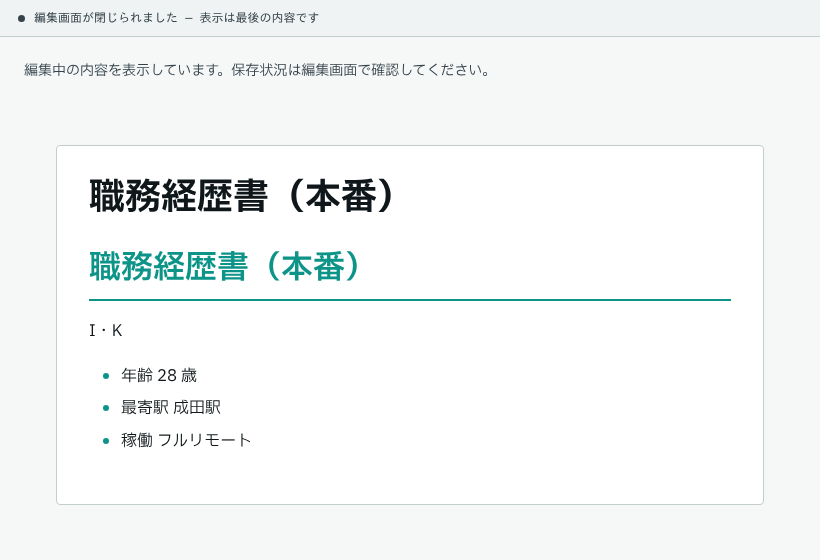 編集画面が閉じられました — 表示は最後の内容です
編集中の内容を表示しています。保存状況は編集画面で確認してください。
職務経歴書（本番）
職務経歴書（本番）
I・K
年齢 28 歳
最寄駅 成田駅
稼働 フルリモート